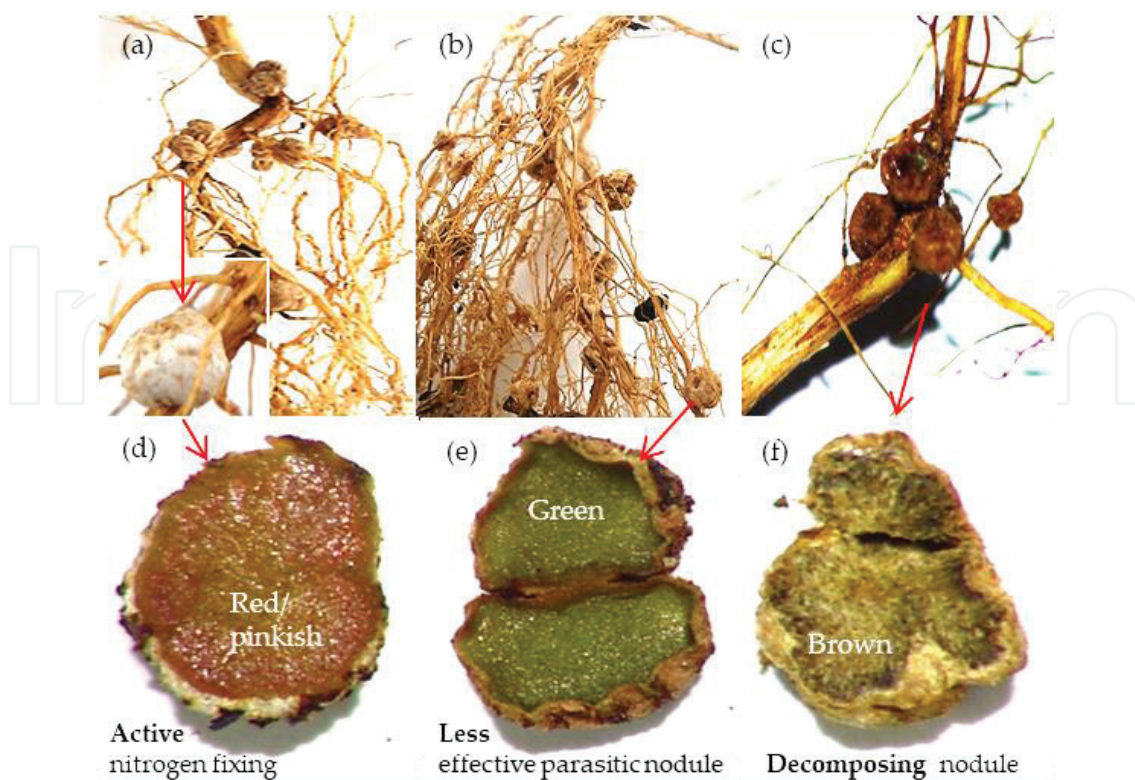 (a)
(b)
(c)
(d)
(e)
(f)
Green
Red/
pinkish
Brown
Active
nitrogen fixing
Less
effective parasitic nodule
Decomposing nodule